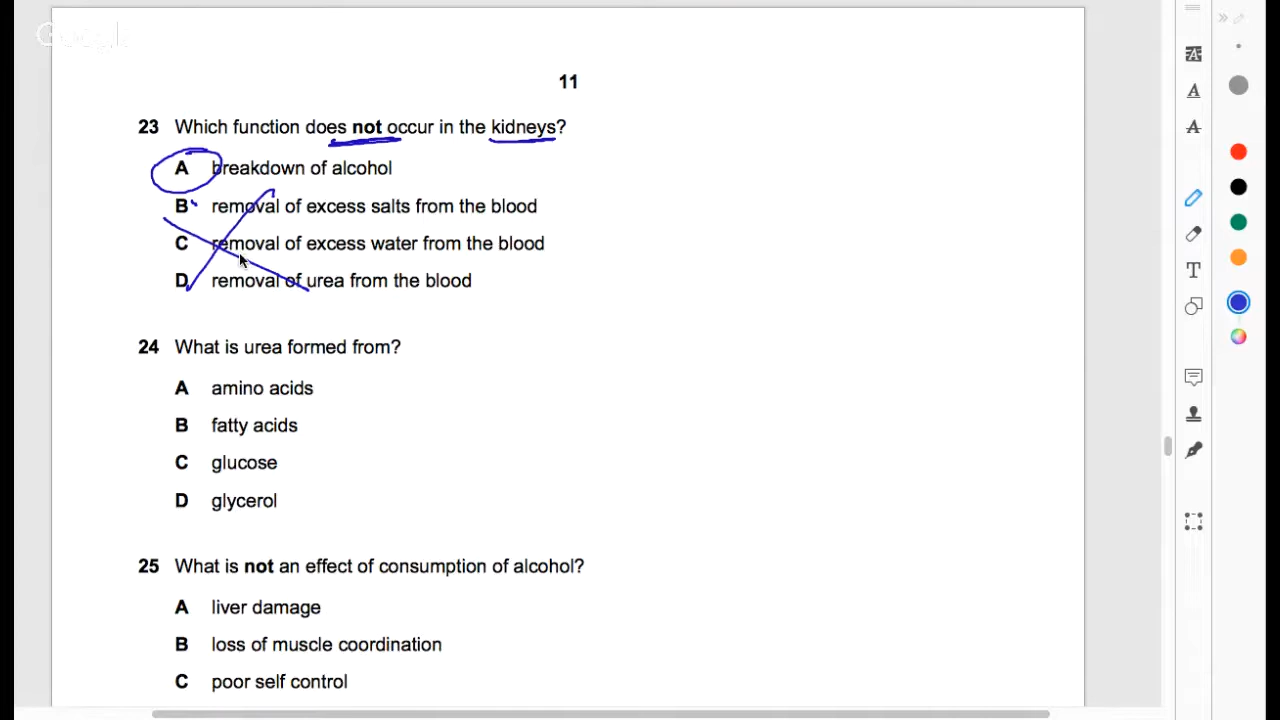 Google
11
23 Which function does not occur in the kidneys?
A breakdown of alcohol
B removal of excess salts from the blood
C removal of excess water from the blood
D removal of urea from the blood
24 What is urea formed from?
A amino acids
B fatty acids
C glucose
D glycerol
25 What is not an effect of consumption of alcohol?
A liver damage
B loss of muscle coordination
C poor self control